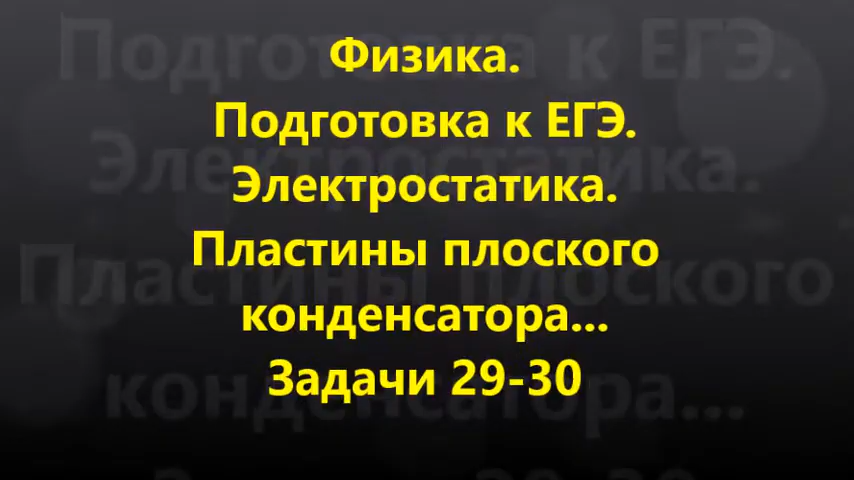 Физика.
Подготовка к ЕГЭ.
Электростатика.
Пластины плоского
конденсатора...
Задачи 29-30